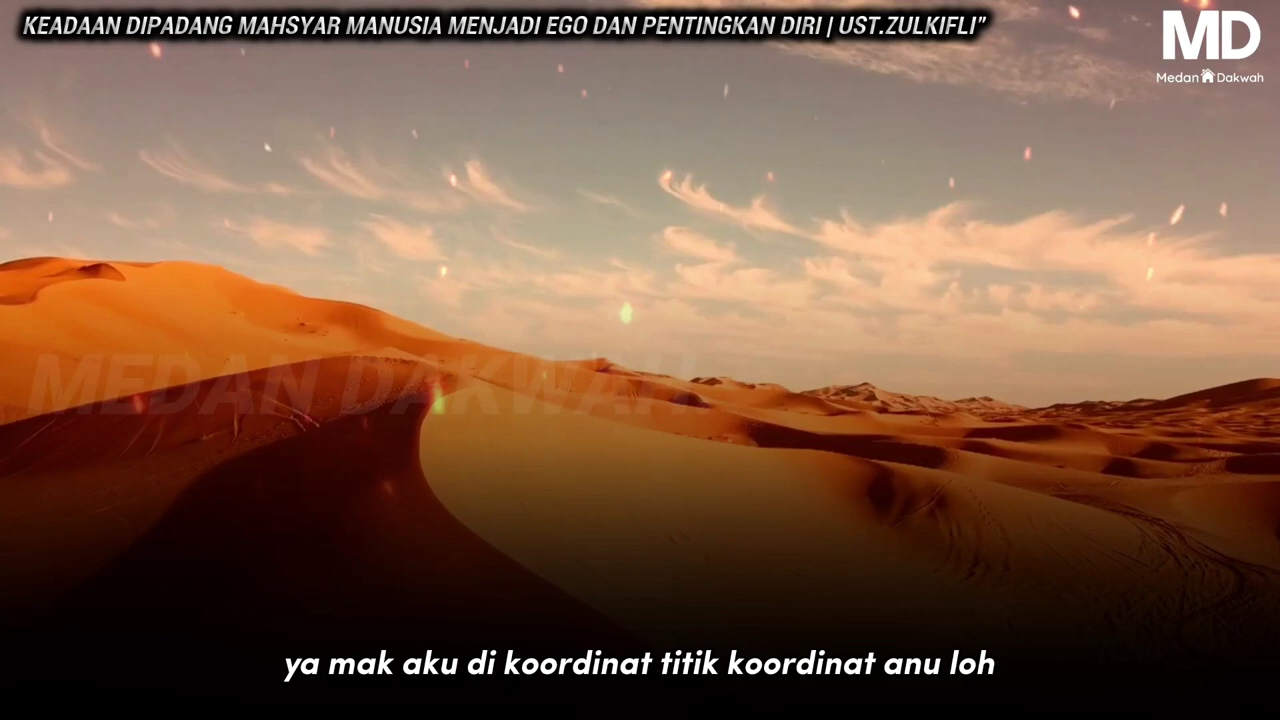 KEADAAN DIPADANG MAHSYAR MANUSIA MENJADI EGO DAN PENTINGKAN DIRI | UST.ZULKIFLI”
MD
Medan Dakwah
MEDAN DAKWAH
ya mak aku di koordinat titik koordinat anu loh